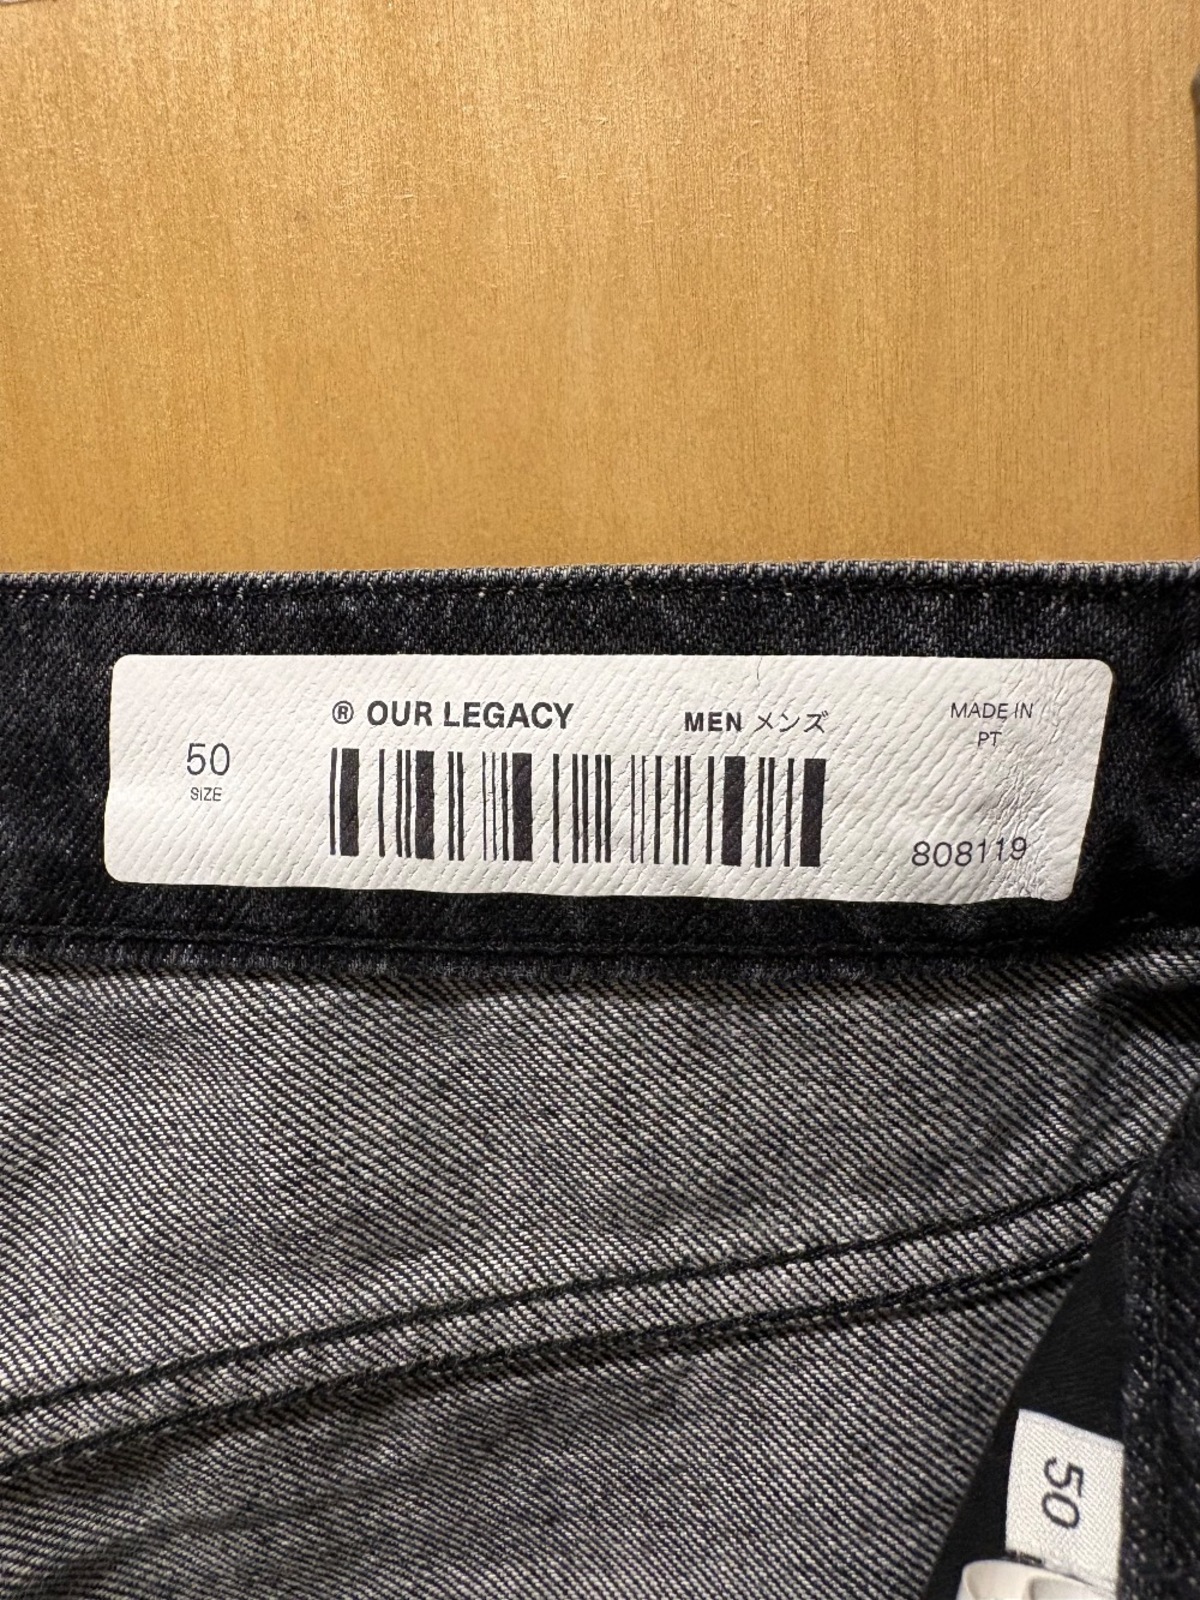 ® OUR LEGACY
MEN メンズ
MADE IN
PT
50
SIZE
808119
50